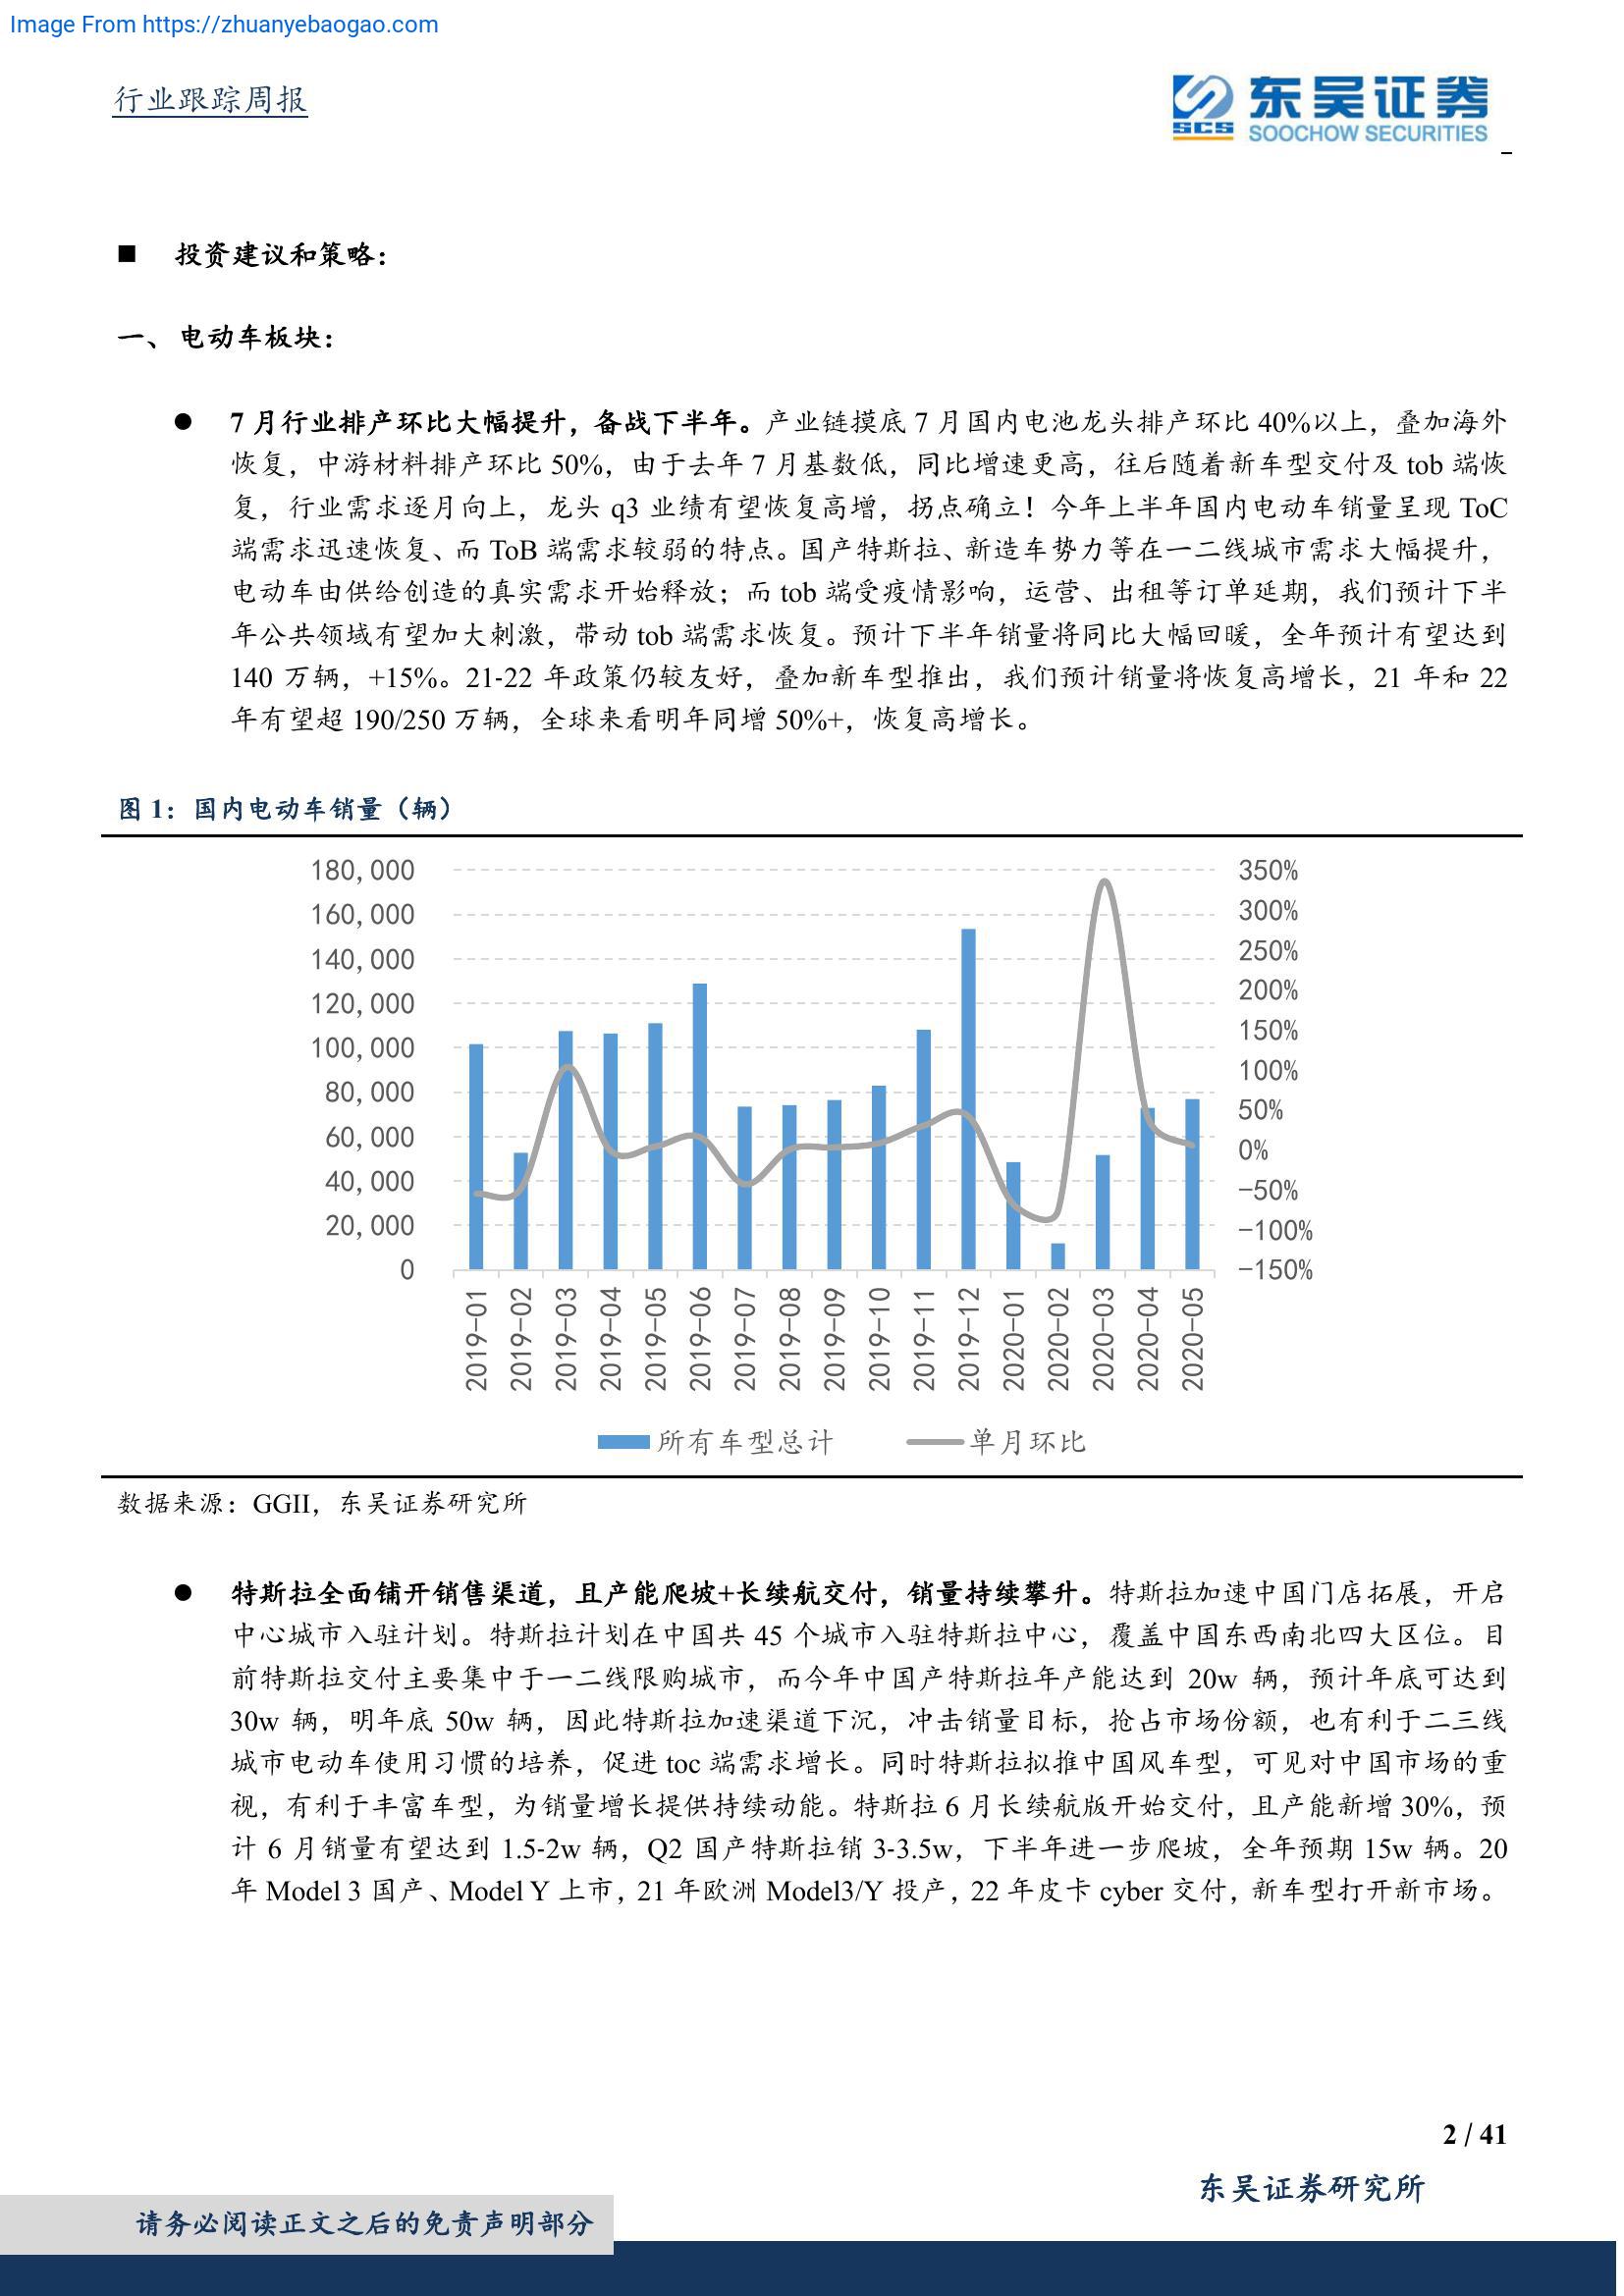 Image From https://zhuanyebaogao.com
行业跟踪周报
SCS
东吴证券
SOOCHOW SECURITIES
■ 投资建议和策略：
一、 电动车板块：
● 7 月行业排产环比大幅提升，备战下半年。产业链摸底 7 月国内电池龙头排产环比 40%以上，叠加海外
恢复，中游材料排产环比 50%，由于去年 7 月基数低，同比增速更高，往后随着新车型交付及 tob 端恢
复，行业需求逐月向上，龙头 q3 业绩有望恢复高增，拐点确立！今年上半年国内电动车销量呈现 ToC
端需求迅速恢复、而 ToB 端需求较弱的特点。国产特斯拉、新造车势力等在一二线城市需求大幅提升，
电动车由供给创造的真实需求开始释放；而 tob 端受疫情影响，运营、出租等订单延期，我们预计下半
年公共领域有望加大刺激，带动 tob 端需求恢复。预计下半年销量将同比大幅回暖，全年预计有望达到
140 万辆，+15%。21-22 年政策仍较友好，叠加新车型推出，我们预计销量将恢复高增长，21 年和 22
年有望超 190/250 万辆，全球来看明年同增 50%+，恢复高增长。
图 1：国内电动车销量（辆）
180,000
160,000
140,000
120,000
100,000
80,000
60,000
40,000
20,000
0
350%
300%
250%
200%
150%
100%
50%
0%
-50%
-100%
-150%
2019-01
2019-02
2019-03
2019-04
2019-05
2019-06
2019-07
2019-08
2019-09
2019-10
2019-11
2019-12
2020-01
2020-02
2020-03
2020-04
2020-05
所有车型总计
单月环比
数据来源：GGII，东吴证券研究所
● 特斯拉全面铺开销售渠道，且产能爬坡+长续航交付，销量持续攀升。特斯拉加速中国门店拓展，开启
中心城市入驻计划。特斯拉计划在中国共 45 个城市入驻特斯拉中心，覆盖中国东西南北四大区位。目
前特斯拉交付主要集中于一二线限购城市，而今年中国产特斯拉年产能达到 20w 辆，预计年底可达到
30w 辆，明年底 50w 辆，因此特斯拉加速渠道下沉，冲击销量目标，抢占市场份额，也有利于二三线
城市电动车使用习惯的培养，促进 toc 端需求增长。同时特斯拉拟推中国风车型，可见对中国市场的重
视，有利于丰富车型，为销量增长提供持续动能。特斯拉 6 月长续航版开始交付，且产能新增 30%，预
计 6 月销量有望达到 1.5-2w 辆，Q2 国产特斯拉销 3-3.5w，下半年进一步爬坡，全年预期 15w 辆。20
年 Model 3 国产、Model Y 上市，21 年欧洲 Model3/Y 投产，22 年皮卡 cyber 交付，新车型打开新市场。
2 / 41
东吴证券研究所
请务必阅读正文之后的免责声明部分